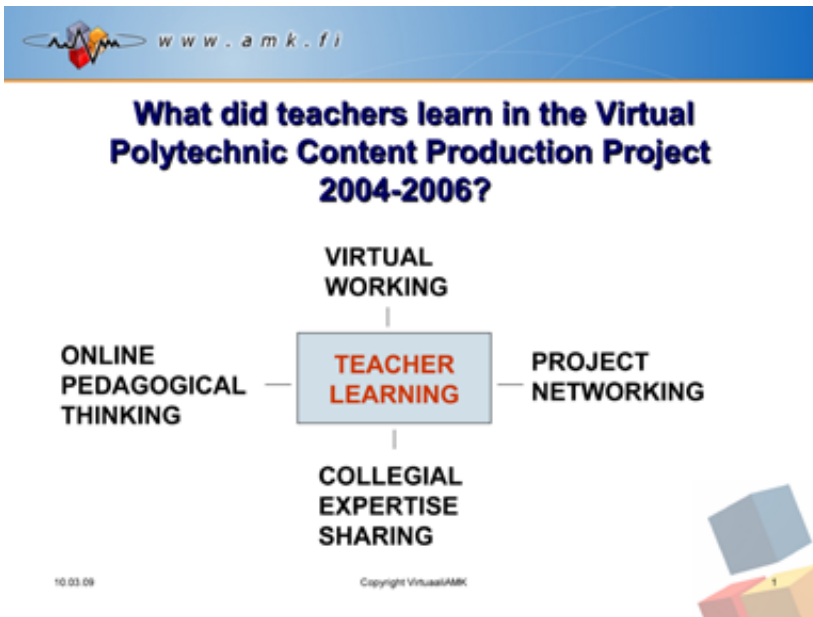 www.amk.fi
What did teachers learn in the Virtual
Polytechnic Content Production Project
2004-2006?
VIRTUAL
WORKING
ONLINE
PEDAGOGICAL
THINKING
TEACHER
LEARNING
PROJECT
NETWORKING
COLLEGIAL
EXPERTISE
SHARING
10.03.09
Copyright VirtuaaliAMK
1